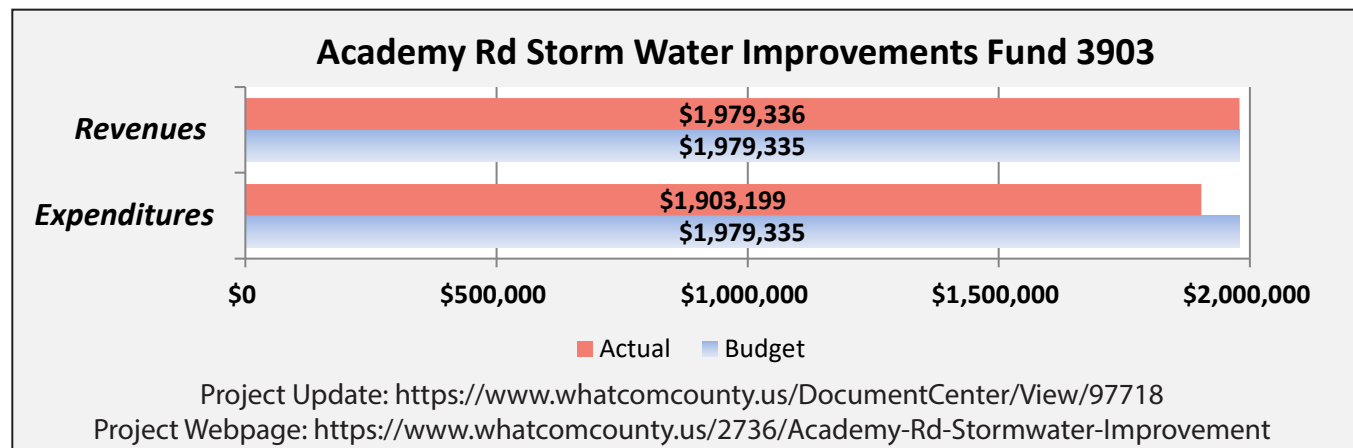 Academy Rd Storm Water Improvements Fund 3903
Revenues
$1,979,336
$1,979,335
Expenditures
$1,903,199
$1,979,335
$0 $500,000 $1,000,000 $1,500,000 $2,000,000
Actual Budget
Project Update: https://www.whatcomcounty.us/DocumentCenter/View/97718
Project Webpage: https://www.whatcomcounty.us/2736/Academy-Rd-Stormwater-Improvement